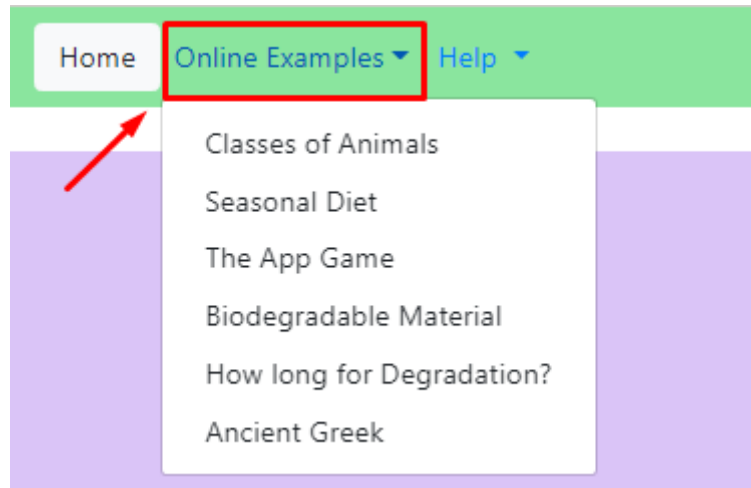 Home Online Examples Help
Classes of Animals
Seasonal Diet
The App Game
Biodegradable Material
How long for Degradation?
Ancient Greek